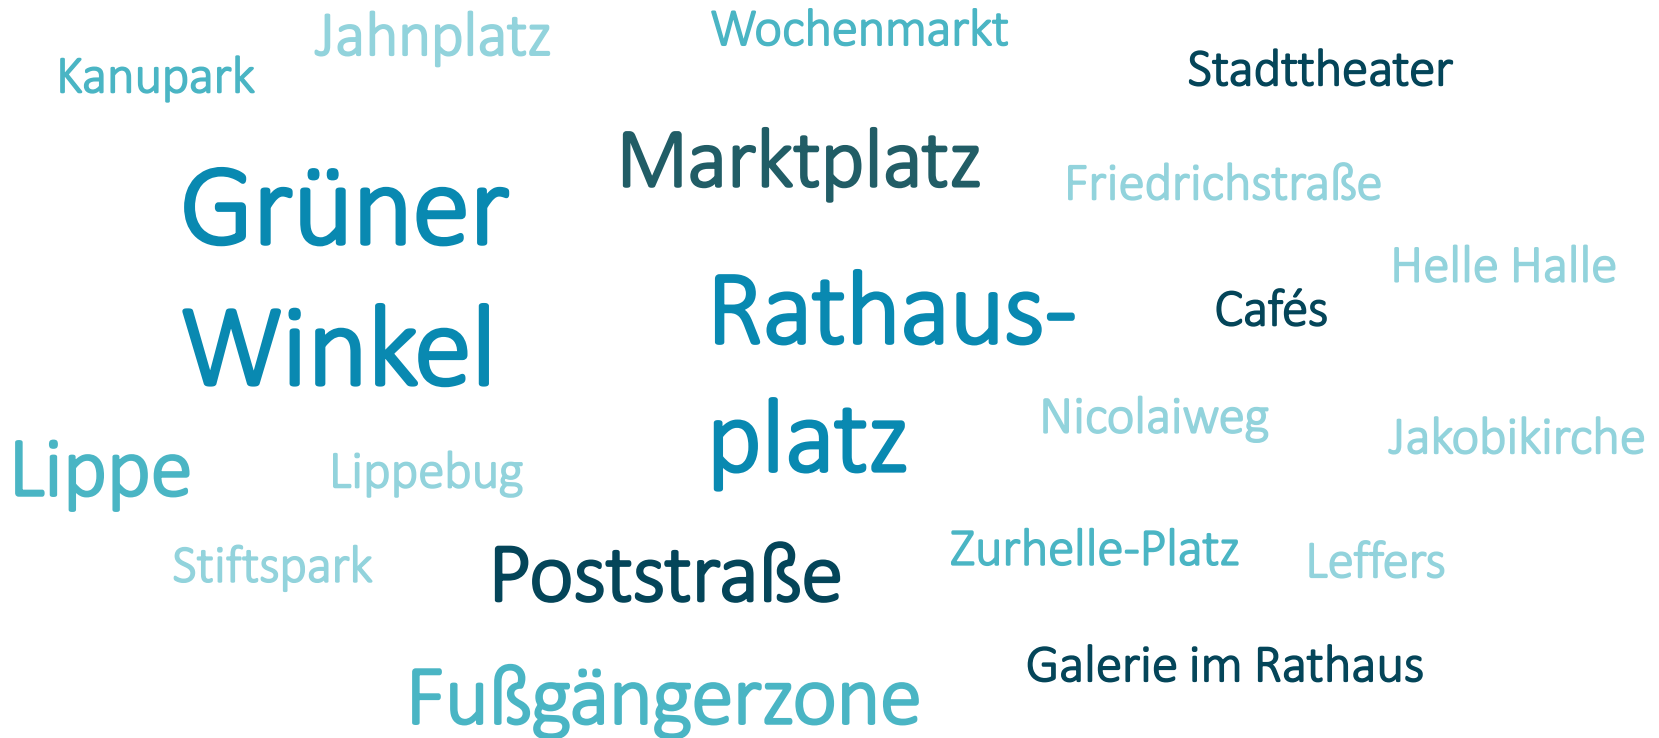 Jahnplatz
Wochenmarkt
Kanupark
Stadttheater
Marktplatz
Friedrichstraße
Grüner
Winkel
Helle Halle
Rathaus-
platz
Cafés
Nicolaiweg
Jakobikirche
Lippe
Lippebug
Stiftspark
Poststraße
Zurhelle-Platz
Leffers
Galerie im Rathaus
Fußgängerzone